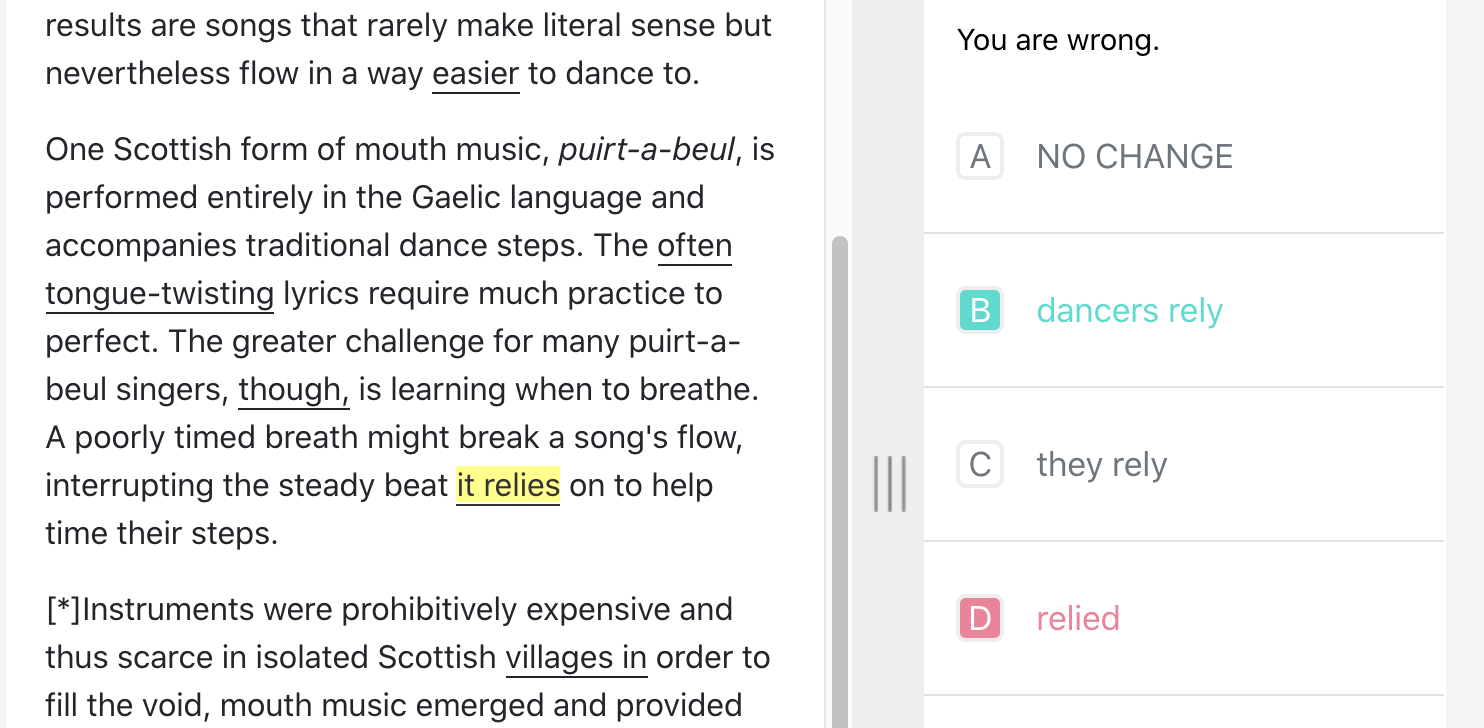 results are songs that rarely make literal sense but
nevertheless flow in a way easier to dance to.
One Scottish form of mouth music, puirt-a-beul, is
performed entirely in the Gaelic language and
accompanies traditional dance steps. The often
tongue-twisting lyrics require much practice to
perfect. The greater challenge for many puirt-a-
beul singers, though, is learning when to breathe.
A poorly timed breath might break a song's flow,
interrupting the steady beat it relies on to help
time their steps.
[*]Instruments were prohibitively expensive and
thus scarce in isolated Scottish villages in order to
fill the void, mouth music emerged and provided
You are wrong.
A NO CHANGE
B dancers rely
C they rely
D relied